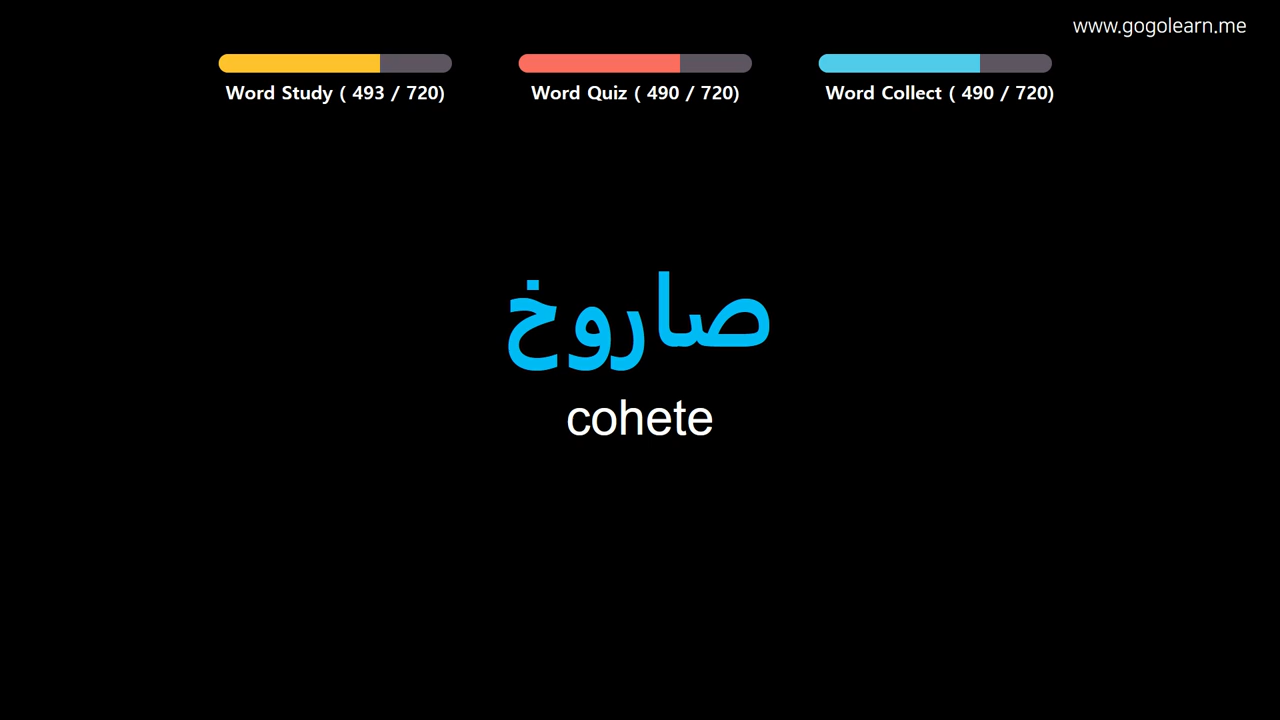 www.gogolearn.me
Word Study ( 493 / 720)
Word Quiz ( 490 / 720)
Word Collect ( 490 / 720)
صاروخ
cohete